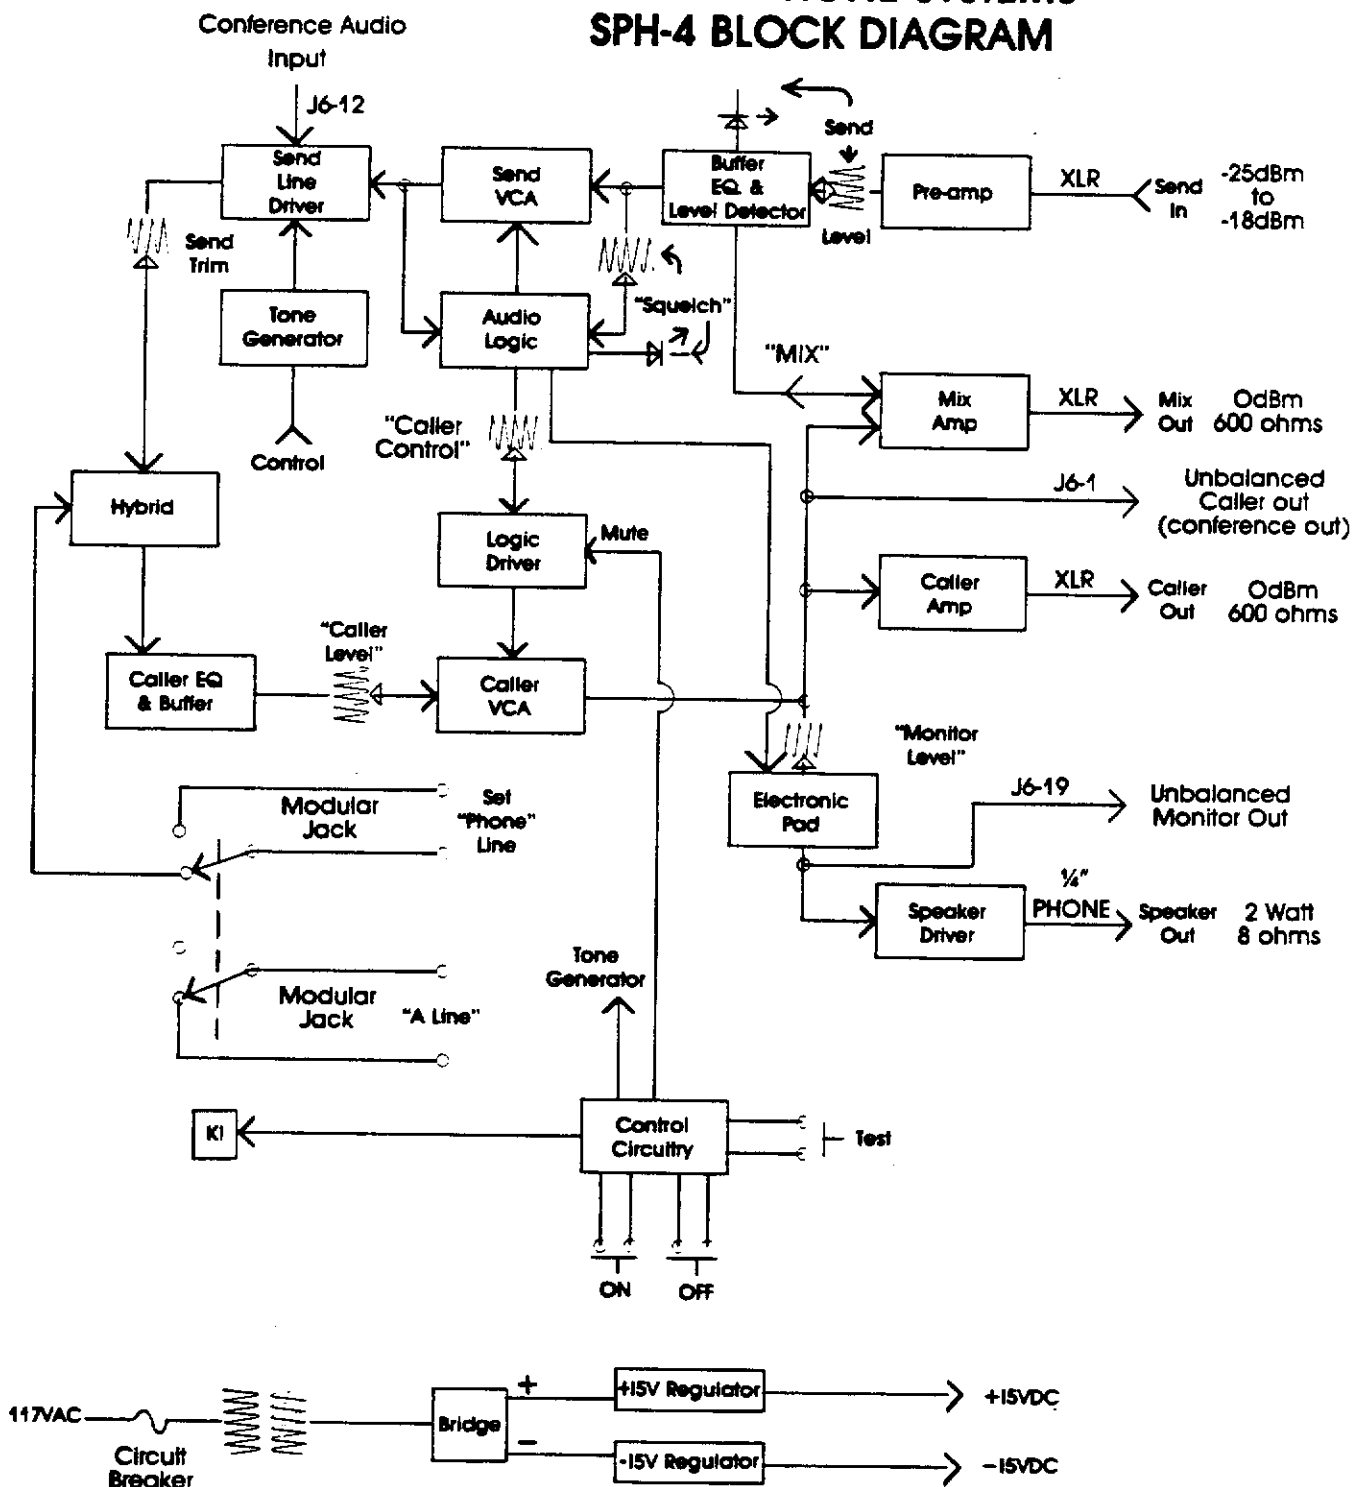 SPH-4 BLOCK DIAGRAM
Conference Audio
Input
J6-12
Send
Line
Driver
Send
VCA
Buffer
EQ &
Level Detector
Send
Level
Pre-amp
XLR
Send
In
-25dBm
to
-18dBm
Send
Trim
Tone
Generator
Control
Audio
Logic
"Squelch"
"MIX"
Mix
Amp
XLR
Mix
Out
OdBm
600 ohms
"Caller
Control"
J6-1
Unbalanced
Caller out
(conference out)
Hybrid
Logic
Driver
Mute
Caller
Amp
XLR
Caller
Out
OdBm
600 ohms
"Caller
Level"
Caller EQ
& Buffer
Caller
VCA
"Monitor
Level"
Electronic
Pad
J6-19
Unbalanced
Monitor Out
Modular
Jack
Set
"Phone"
Line
1/4"
PHONE
Speaker
Driver
Speaker
Out
2 Watt
8 ohms
Modular
Jack
"A Line"
Tone
Generator
K1
Control
Circuitry
Test
ON
OFF
117VAC
Circuit
Breaker
Bridge
+
−
+15V Regulator
+15VDC
-15V Regulator
-15VDC